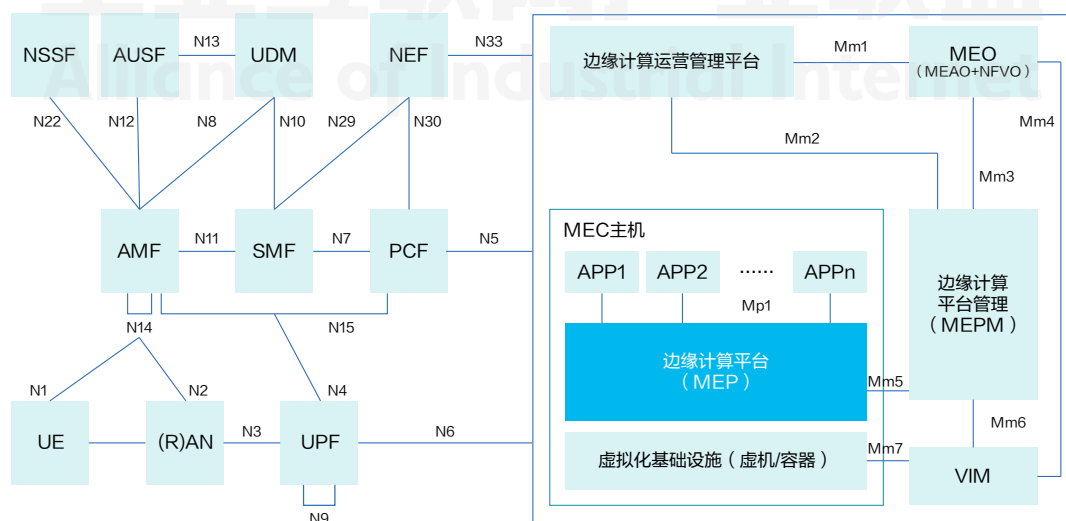 Alliance of Industrial Internet
NSSF
AUSF
N13
UDM
NEF
N33
边缘计算运营管理平台
Mm1
MEO
（MEAO+NFVO）
N22
N12
N8
N10
N29
N30
Mm2
Mm4
Mm3
AMF
N11
SMF
N7
PCF
N5
MEC主机
APP1
APP2
······
APPn
Mp1
边缘计算
平台管理
（MEPM）
N14
N15
边缘计算平台
（MEP）
Mm5
N1
N2
N4
Mm6
UE
(R)AN
N3
UPF
N6
虚拟化基础设施（虚机/容器）
Mm7
VIM
N9